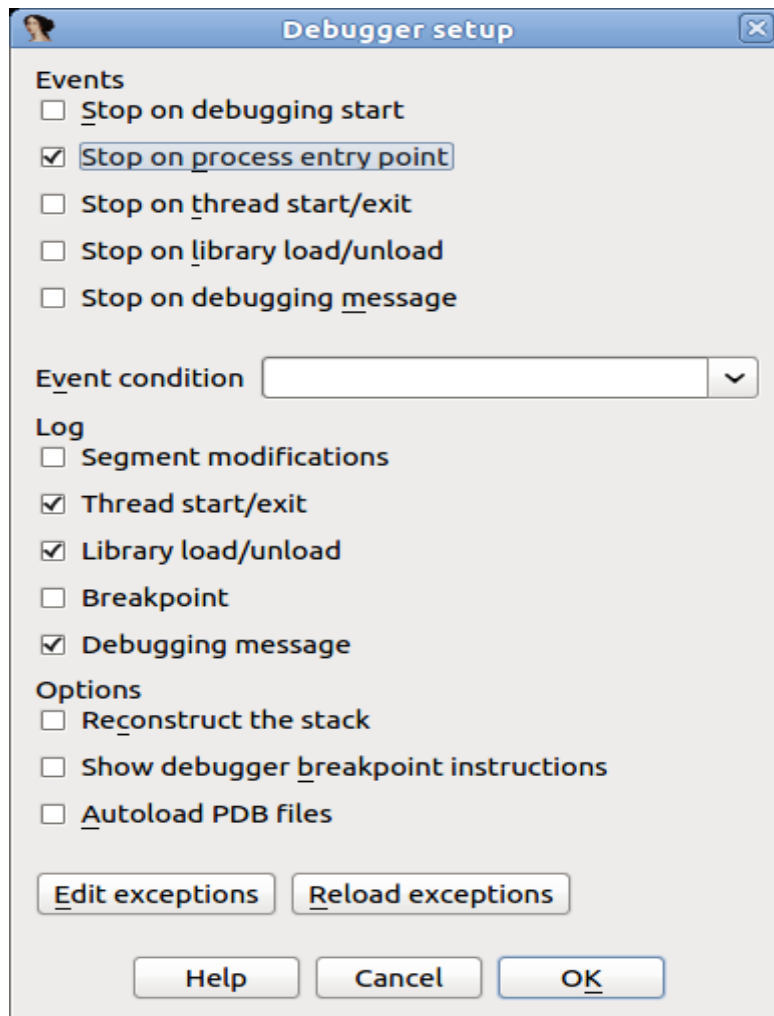 Debugger setup
Events
Stop on debugging start
Stop on process entry point
Stop on thread start/exit
Stop on library load/unload
Stop on debugging message
Event condition
Log
Segment modifications
Thread start/exit
Library load/unload
Breakpoint
Debugging message
Options
Reconstruct the stack
Show debugger breakpoint instructions
Autoload PDB files
Edit exceptions Reload exceptions
Help Cancel OK